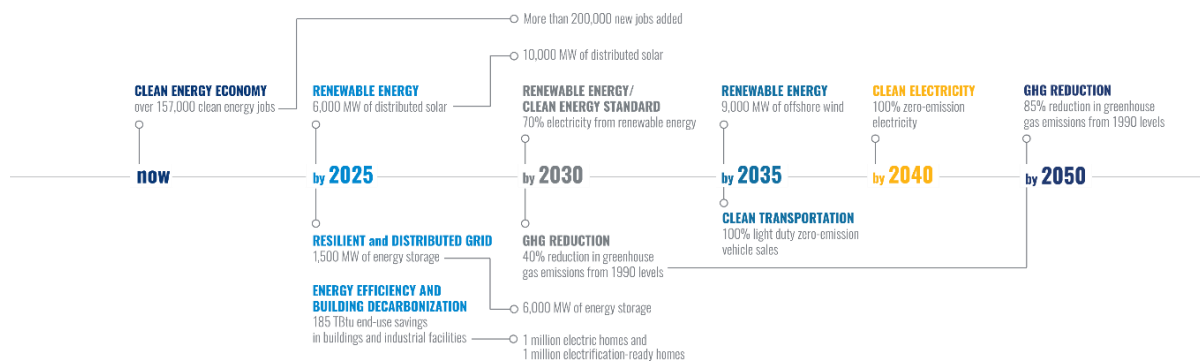 More than 200,000 new jobs added
10,000 MW of distributed solar
CLEAN ENERGY ECONOMY
over 157,000 clean energy jobs
RENEWABLE ENERGY
6,000 MW of distributed solar
RENEWABLE ENERGY/
CLEAN ENERGY STANDARD
70% electricity from renewable energy
RENEWABLE ENERGY
9,000 MW of offshore wind
CLEAN ELECTRICITY
100% zero-emission
electricity
GHG REDUCTION
85% reduction in greenhouse
gas emissions from 1990 levels
now
by 2025
by 2030
by 2035
by 2040
by 2050
RESILIENT and DISTRIBUTED GRID
1,500 MW of energy storage
ENERGY EFFICIENCY AND
BUILDING DECARBONIZATION
185 TBtu end-use savings
in buildings and industrial facilities
GHG REDUCTION
40% reduction in greenhouse
gas emissions from 1990 levels
6,000 MW of energy storage
1 million electric homes and
1 million electrification-ready homes
CLEAN TRANSPORTATION
100% light duty zero-emission
vehicle sales